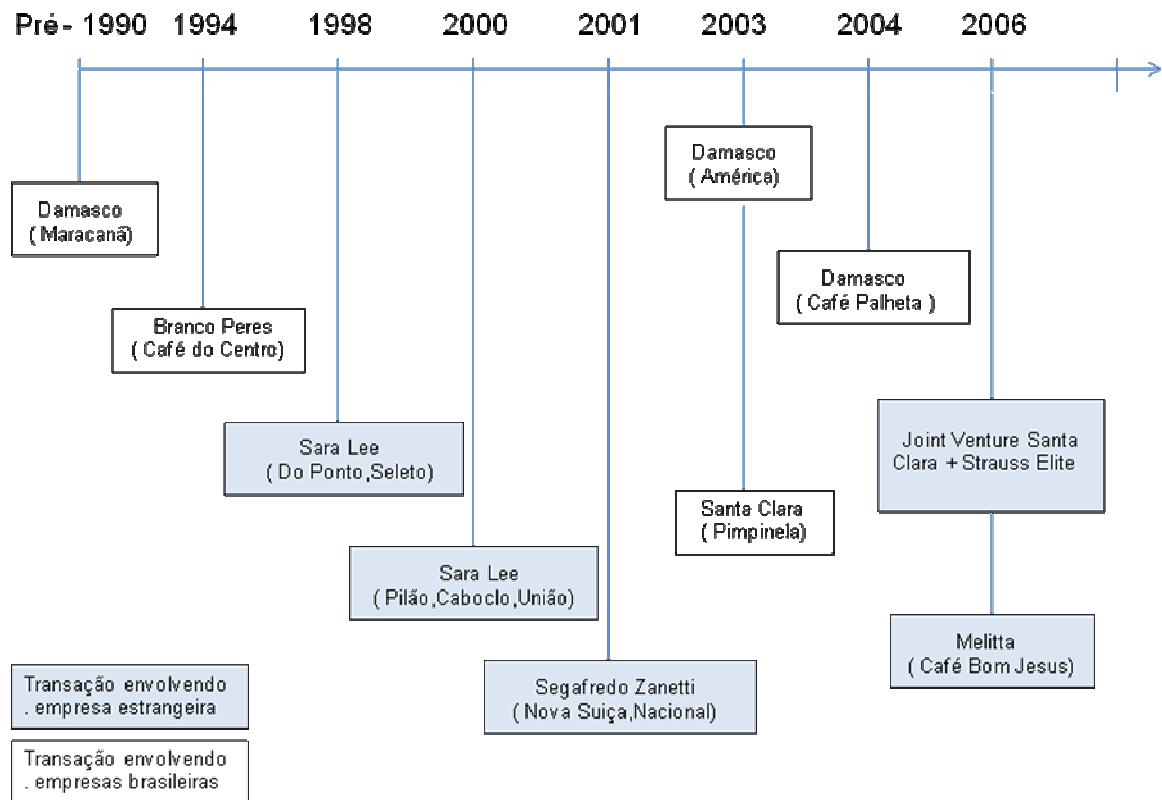 Pré- 1990 1994 1998 2000 2001 2003 2004 2006
Damasco
( América)
Damasco
( Maracanã)
Damasco
( Café Palheta )
Branco Peres
( Café do Centro)
Sara Lee
( Do Ponto,Seleto)
Joint Venture Santa
Clara + Strauss Elite
Santa Clara
( Pimpinela)
Sara Lee
( Pilão,Caboclo,União)
Melitta
( Café Bom Jesus)
Segafredo Zanetti
( Nova Suiça,Nacional)
Transação envolvendo
. empresa estrangeira
Transação envolvendo
. empresas brasileiras